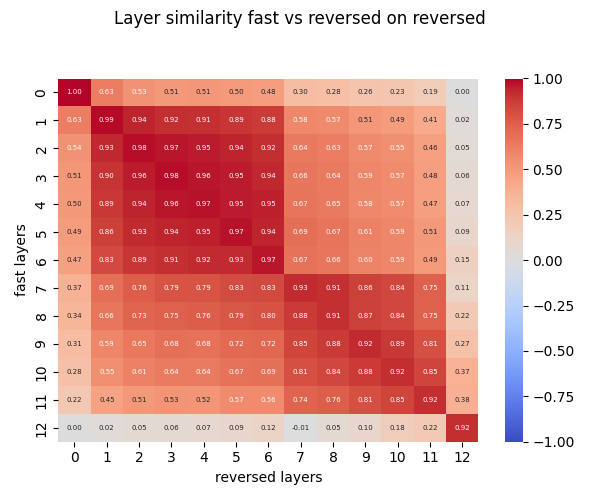 Layer similarity fast vs reversed on reversed
0 1.00 0.63 0.53 0.51 0.51 0.50 0.48 0.30 0.28 0.26 0.23 0.19 0.00
1 0.63 0.99 0.94 0.92 0.91 0.89 0.88 0.58 0.57 0.51 0.49 0.41 0.02
2 0.54 0.93 0.98 0.97 0.95 0.94 0.92 0.64 0.63 0.57 0.55 0.46 0.05
3 0.51 0.90 0.96 0.98 0.96 0.95 0.94 0.66 0.64 0.59 0.57 0.48 0.06
4 0.50 0.89 0.94 0.96 0.97 0.95 0.95 0.67 0.65 0.58 0.57 0.47 0.07
5 0.49 0.86 0.93 0.94 0.95 0.97 0.94 0.69 0.67 0.61 0.59 0.51 0.09
6 0.47 0.83 0.89 0.91 0.92 0.93 0.97 0.67 0.66 0.60 0.59 0.49 0.15
7 0.37 0.69 0.76 0.79 0.79 0.83 0.83 0.93 0.91 0.86 0.84 0.75 0.11
8 0.34 0.66 0.73 0.75 0.76 0.79 0.80 0.88 0.91 0.87 0.84 0.75 0.22
9 0.31 0.59 0.65 0.68 0.68 0.72 0.72 0.85 0.88 0.92 0.89 0.81 0.27
10 0.28 0.55 0.61 0.64 0.64 0.67 0.69 0.81 0.84 0.88 0.92 0.85 0.37
11 0.22 0.45 0.51 0.53 0.52 0.57 0.56 0.74 0.76 0.81 0.85 0.92 0.38
12 0.00 0.02 0.05 0.06 0.07 0.09 0.12 -0.01 0.05 0.10 0.18 0.22 0.92
0 1 2 3 4 5 6 7 8 9 10 11 12
reversed layers
fast layers
1.00
0.75
0.50
0.25
0.00
−0.25
−0.50
−0.75
−1.00